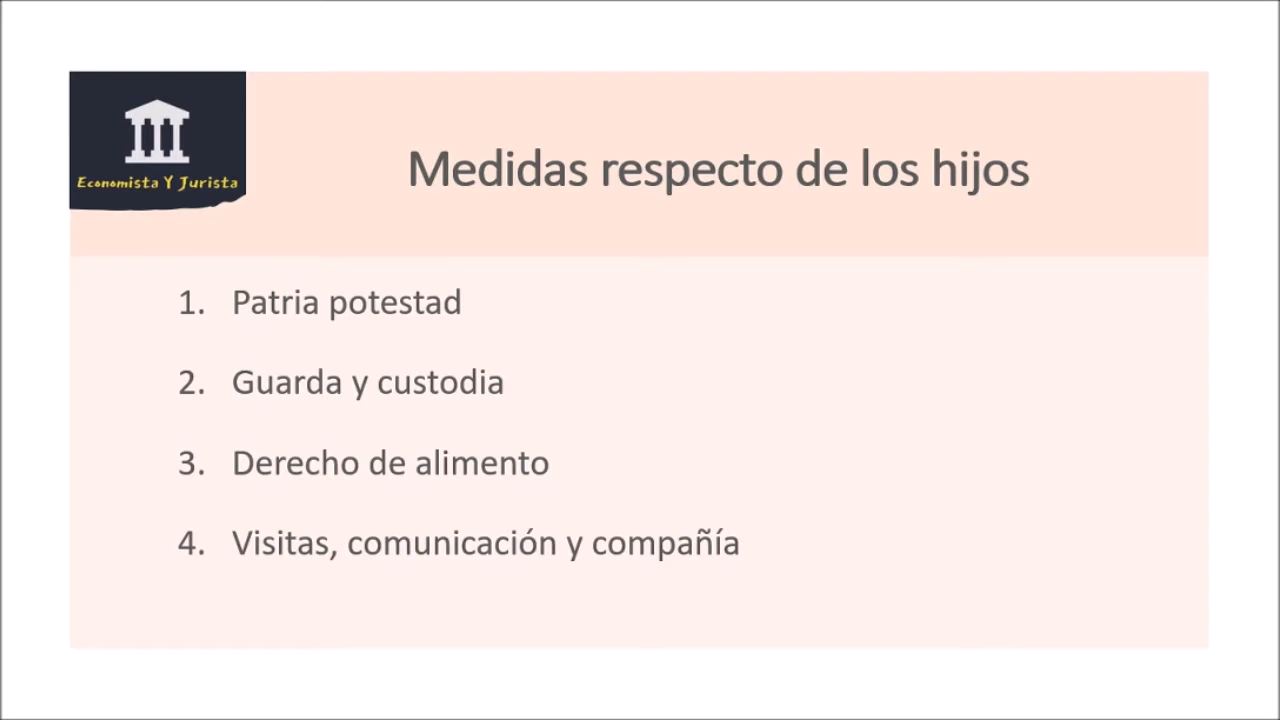 Economista Y Jurista
Medidas respecto de los hijos
1. Patria potestad
2. Guarda y custodia
3. Derecho de alimento
4. Visitas, comunicación y compañía